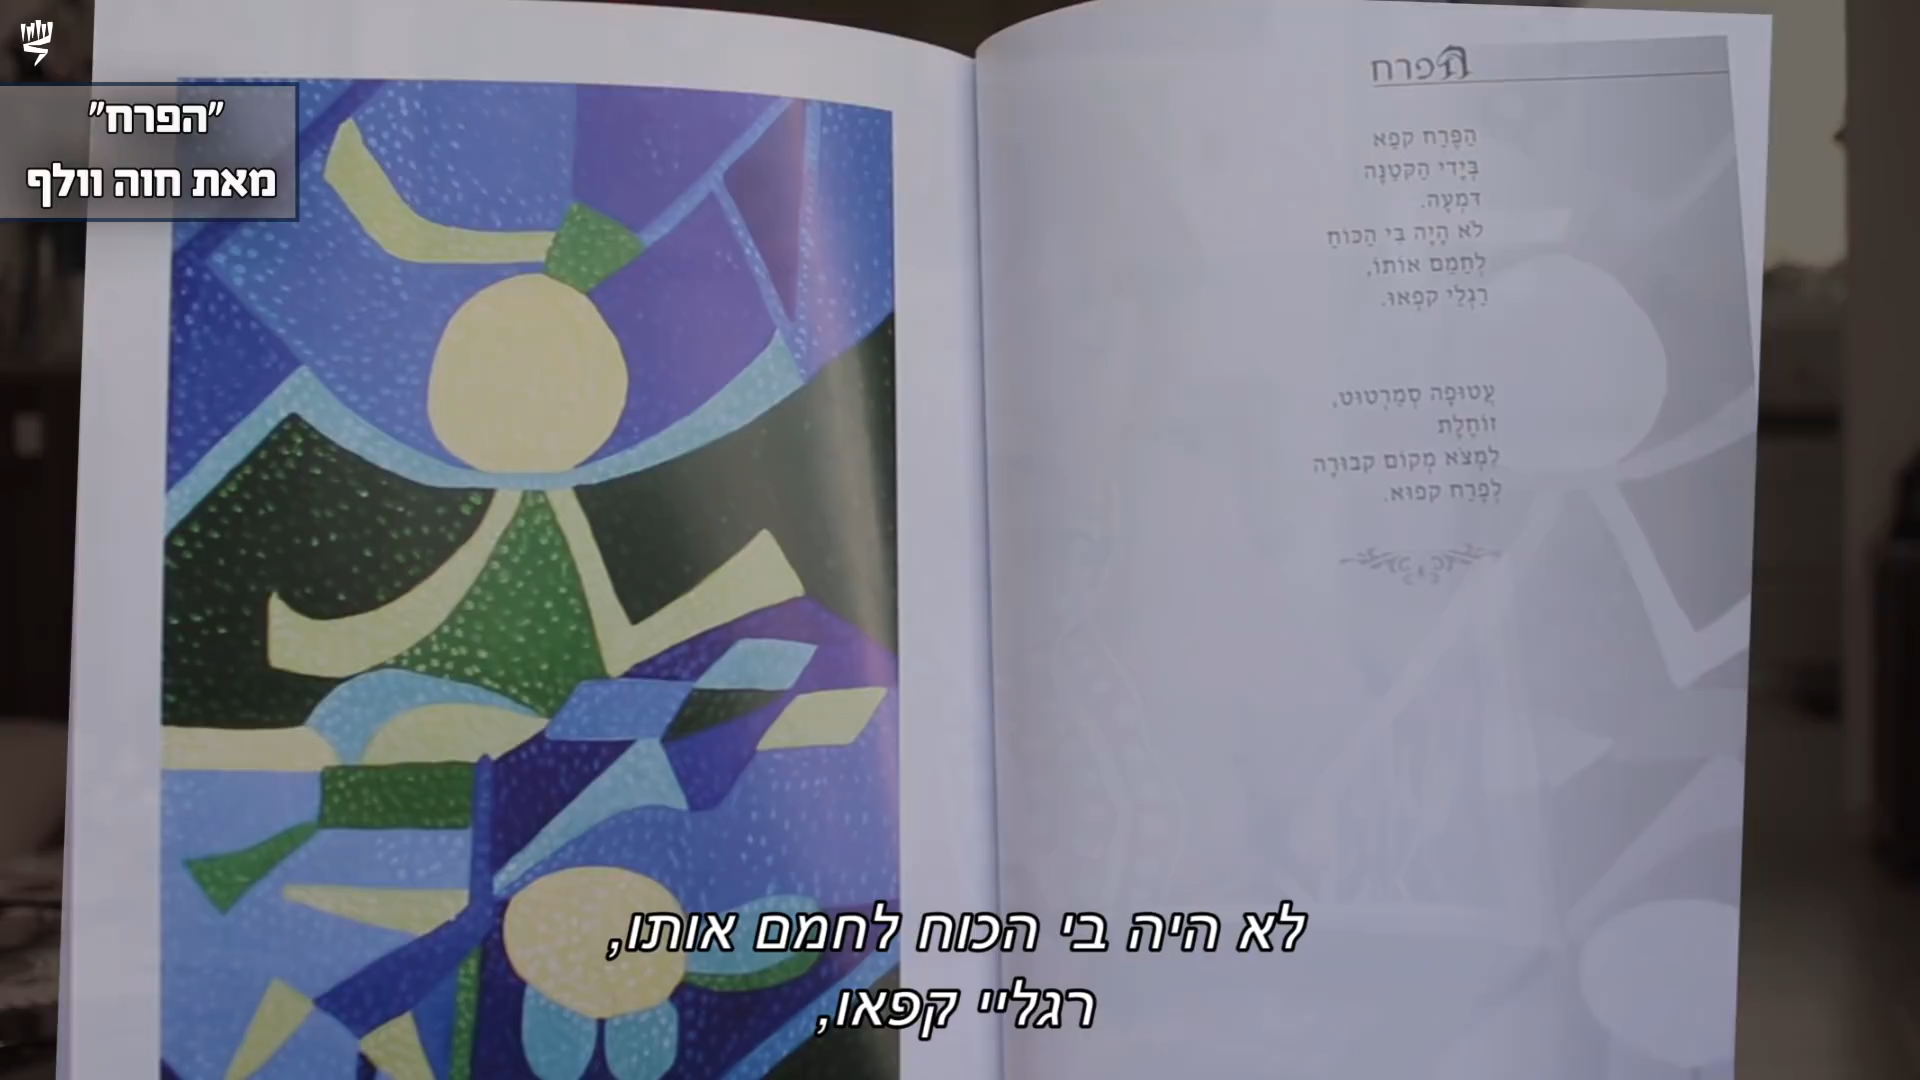 "הפרח"
מאת חוה וולף
הפרח
הַפֶּרַח קָפָא
בְּיָדִי הַקְּטַנָּה
דִּמְעָה.
לֹא הָיָה בִּי הַכּוֹחַ
לְחַמֵּם אוֹתוֹ,
רַגְלַי קָפְאוּ.
עֲטוּפָה סְמַרְטוּט,
זוֹחֶלֶת
לִמְצֹא מְקוֹם קְבוּרָה
לְפֶרַח קָפוּא.
לא היה בי הכוח לחמם אותו,
רגליי קפאו,